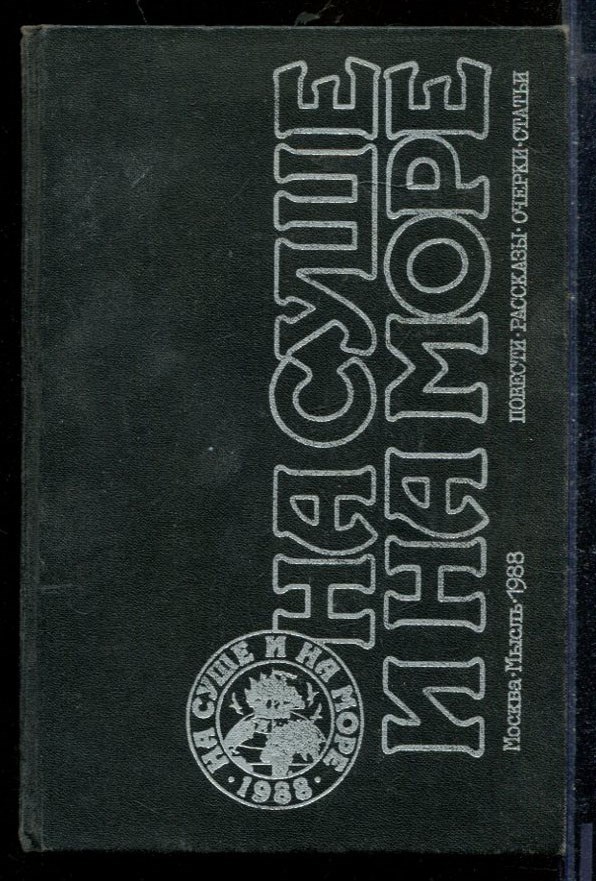 НА СУШЕ
И НА МОРЕ
Москва·Мысль·1988
ПОВЕСТИ·РАССКАЗЫ·ОЧЕРКИ·СТАТЬИ
НА СУШЕ И НА МОРЕ
·1988·